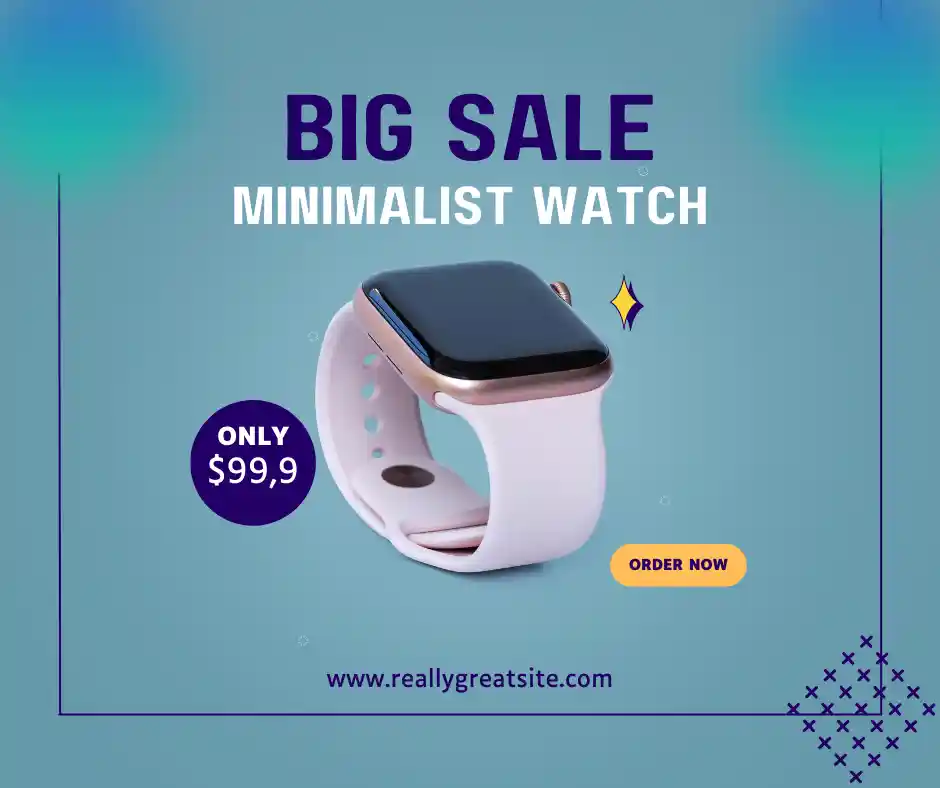 BIG SALE
MINIMALIST WATCH
ONLY
$99,9
ORDER NOW
www.reallygreatsite.com